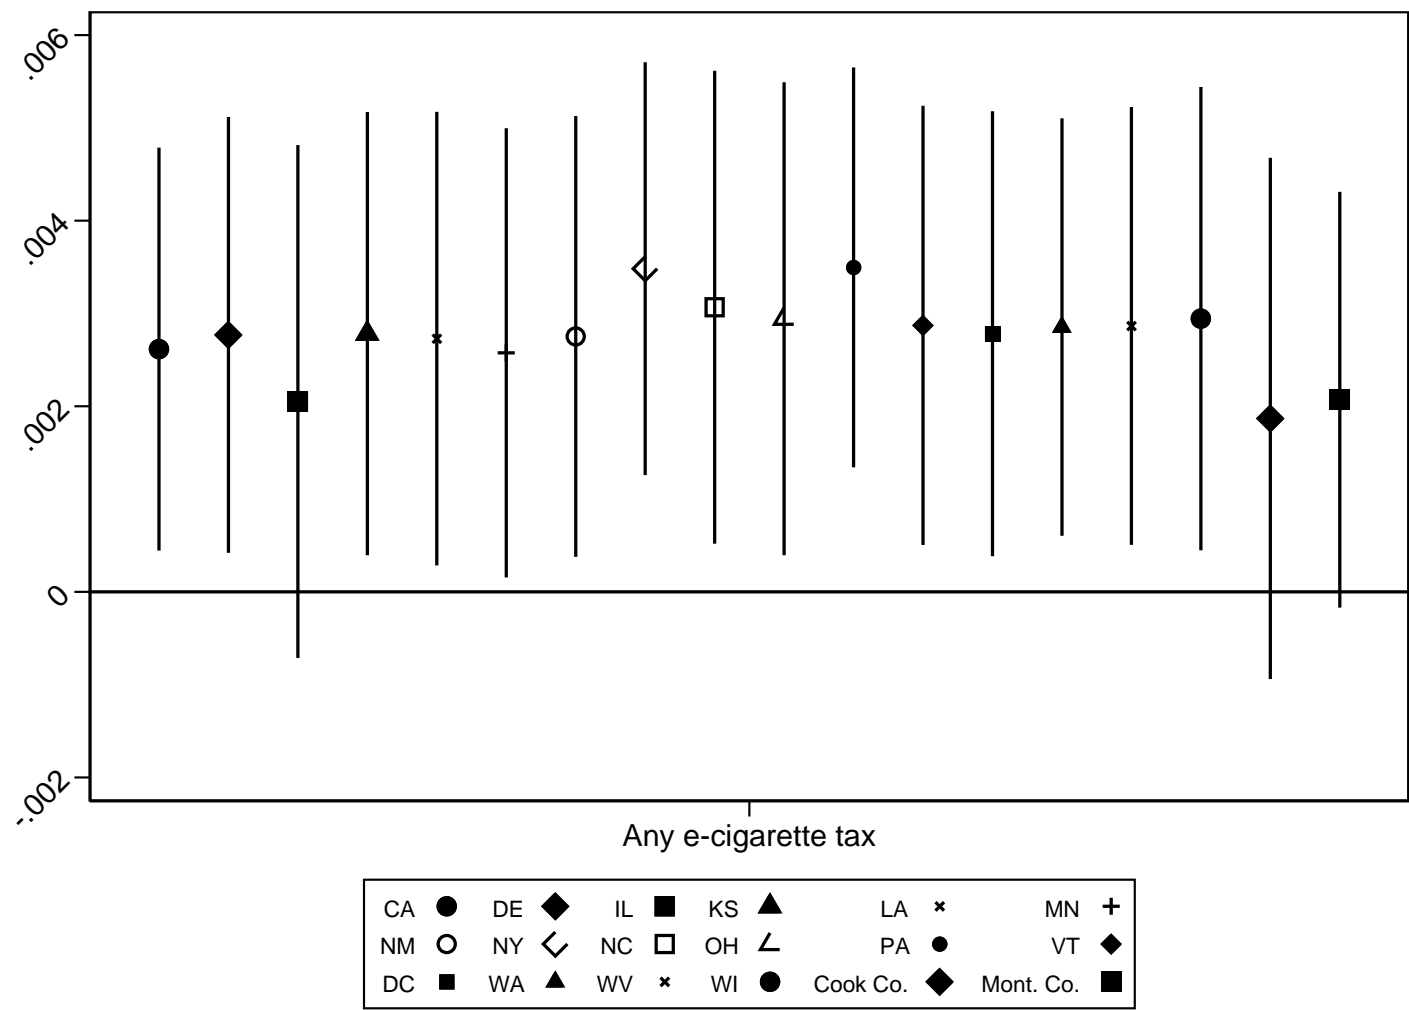 .006
.004
.002
0
-.002
Any e-cigarette tax
CA DE IL KS LA MN
NM NY NC OH PA VT
DC WA WV WI Cook Co. Mont. Co.